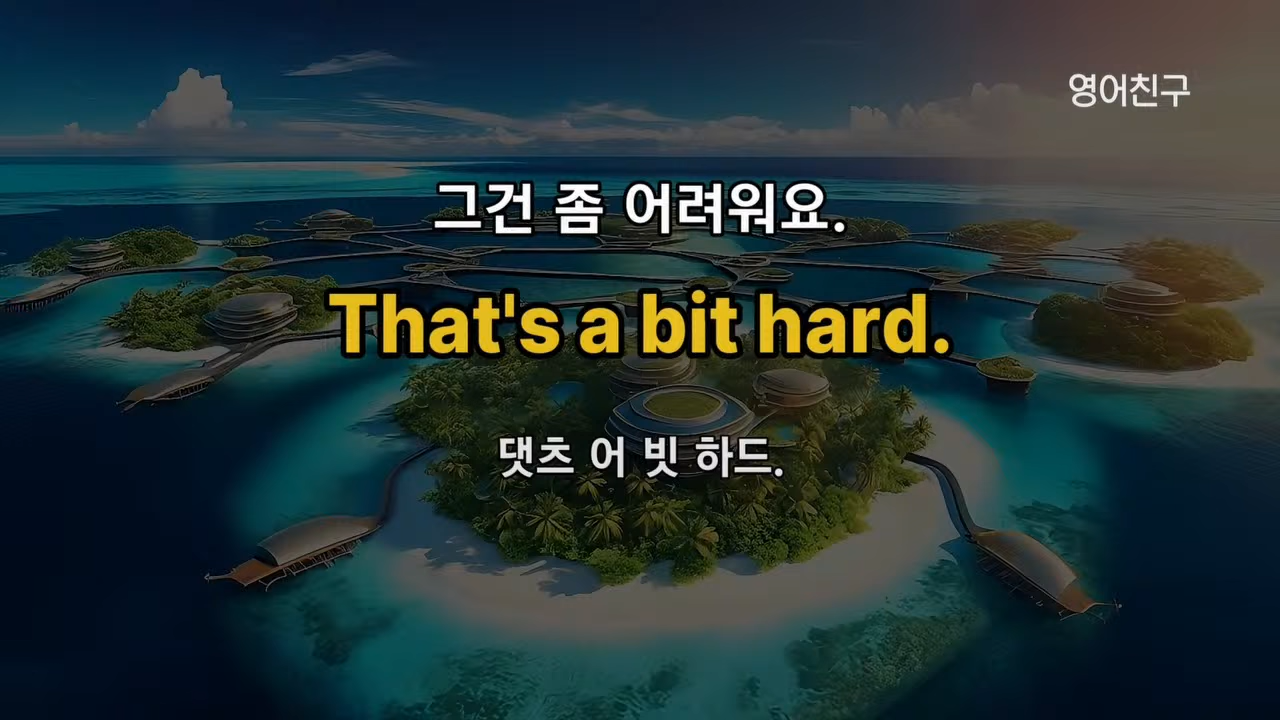 영어친구
그건 좀 어려워요.
That's a bit hard.
댓츠 어 빗 하드.